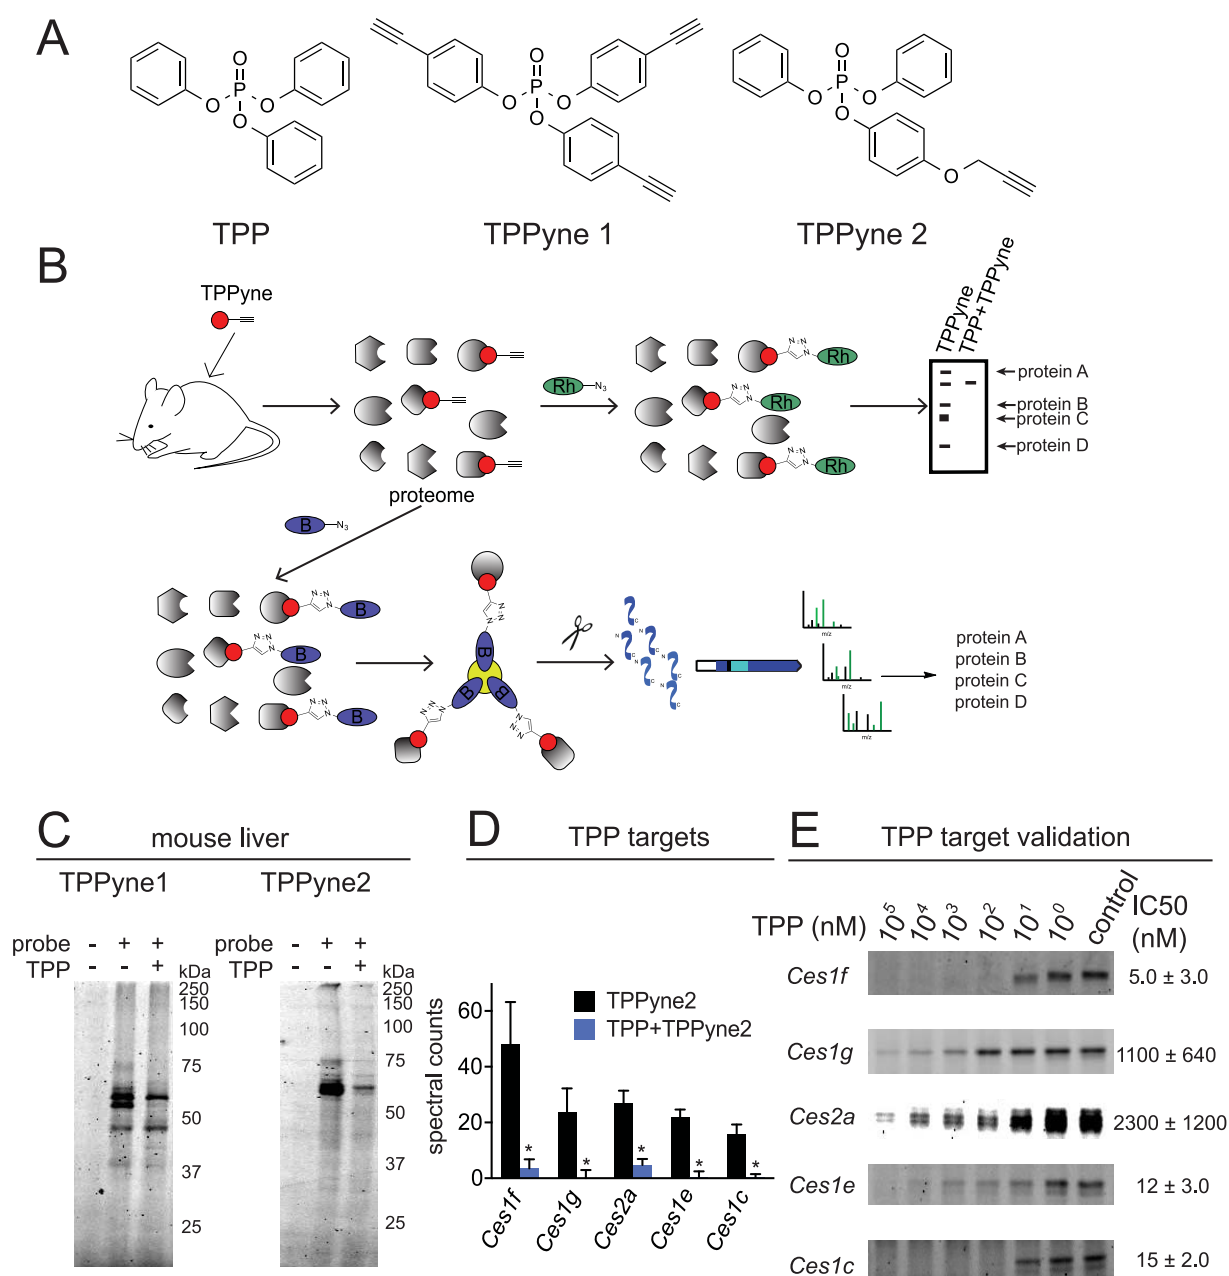 A
O
P
O
O
O
O
P
O
O
O
O
P
O
O
O
O
TPP
TPPyne 1
TPPyne 2
B
TPPyne
TPPyne
TPP+TPPyne
Rh
N3
N=N
N
Rh
N
N
N
Rh
N=N
N
Rh
protein A
protein B
protein C
protein D
proteome
B
N3
N=N
N
B
N
N
N
B
N=N
N
B
B
B
B
m/z
m/z
m/z
protein A
protein B
protein C
protein D
C
mouse liver
TPPyne1
TPPyne2
probe - + +
TPP - - +
kDa
250
150
100
75
50
37
25
probe - + +
TPP - - +
kDa
250
150
100
75
50
37
25
D
TPP targets
spectral counts
60
40
20
0
TPPyne2
TPP+TPPyne2
* * * * *
Ces1f
Ces1g
Ces2a
Ces1e
Ces1c
E
TPP target validation
TPP (nM) 10^5 10^4 10^3 10^2 10^1 10^0 control IC50
(nM)
Ces1f 5.0 ± 3.0
Ces1g 1100 ± 640
Ces2a 2300 ± 1200
Ces1e 12 ± 3.0
Ces1c 15 ± 2.0